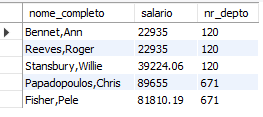 nome_completo salario nr_depto
Bennet,Ann 22935 120
Reeves,Roger 22935 120
Stansbury,Willie 39224.06 120
Papadopoulos,Chris 89655 671
Fisher,Pele 81810.19 671